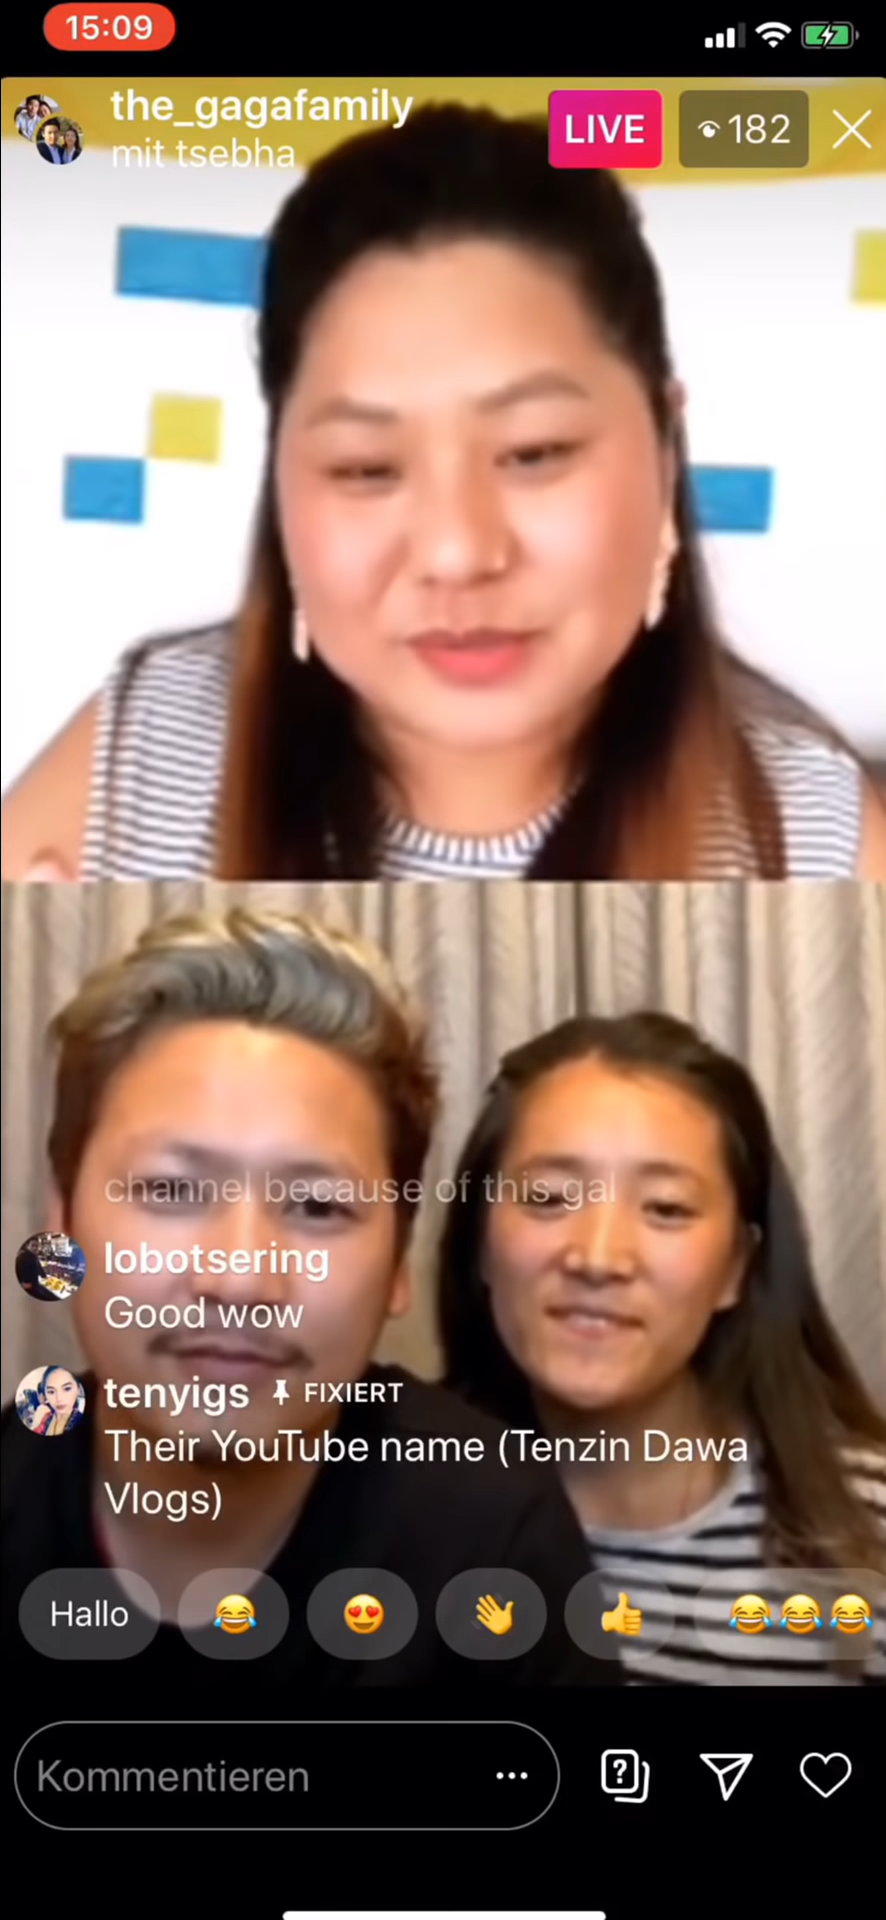 15:09
the_gagafamily
mit tsebha
LIVE
182
channel because of this gal
lobotsering
Good wow
tenyigs FIXIERT
Their YouTube name (Tenzin Dawa
Vlogs)
Hallo
Kommentieren